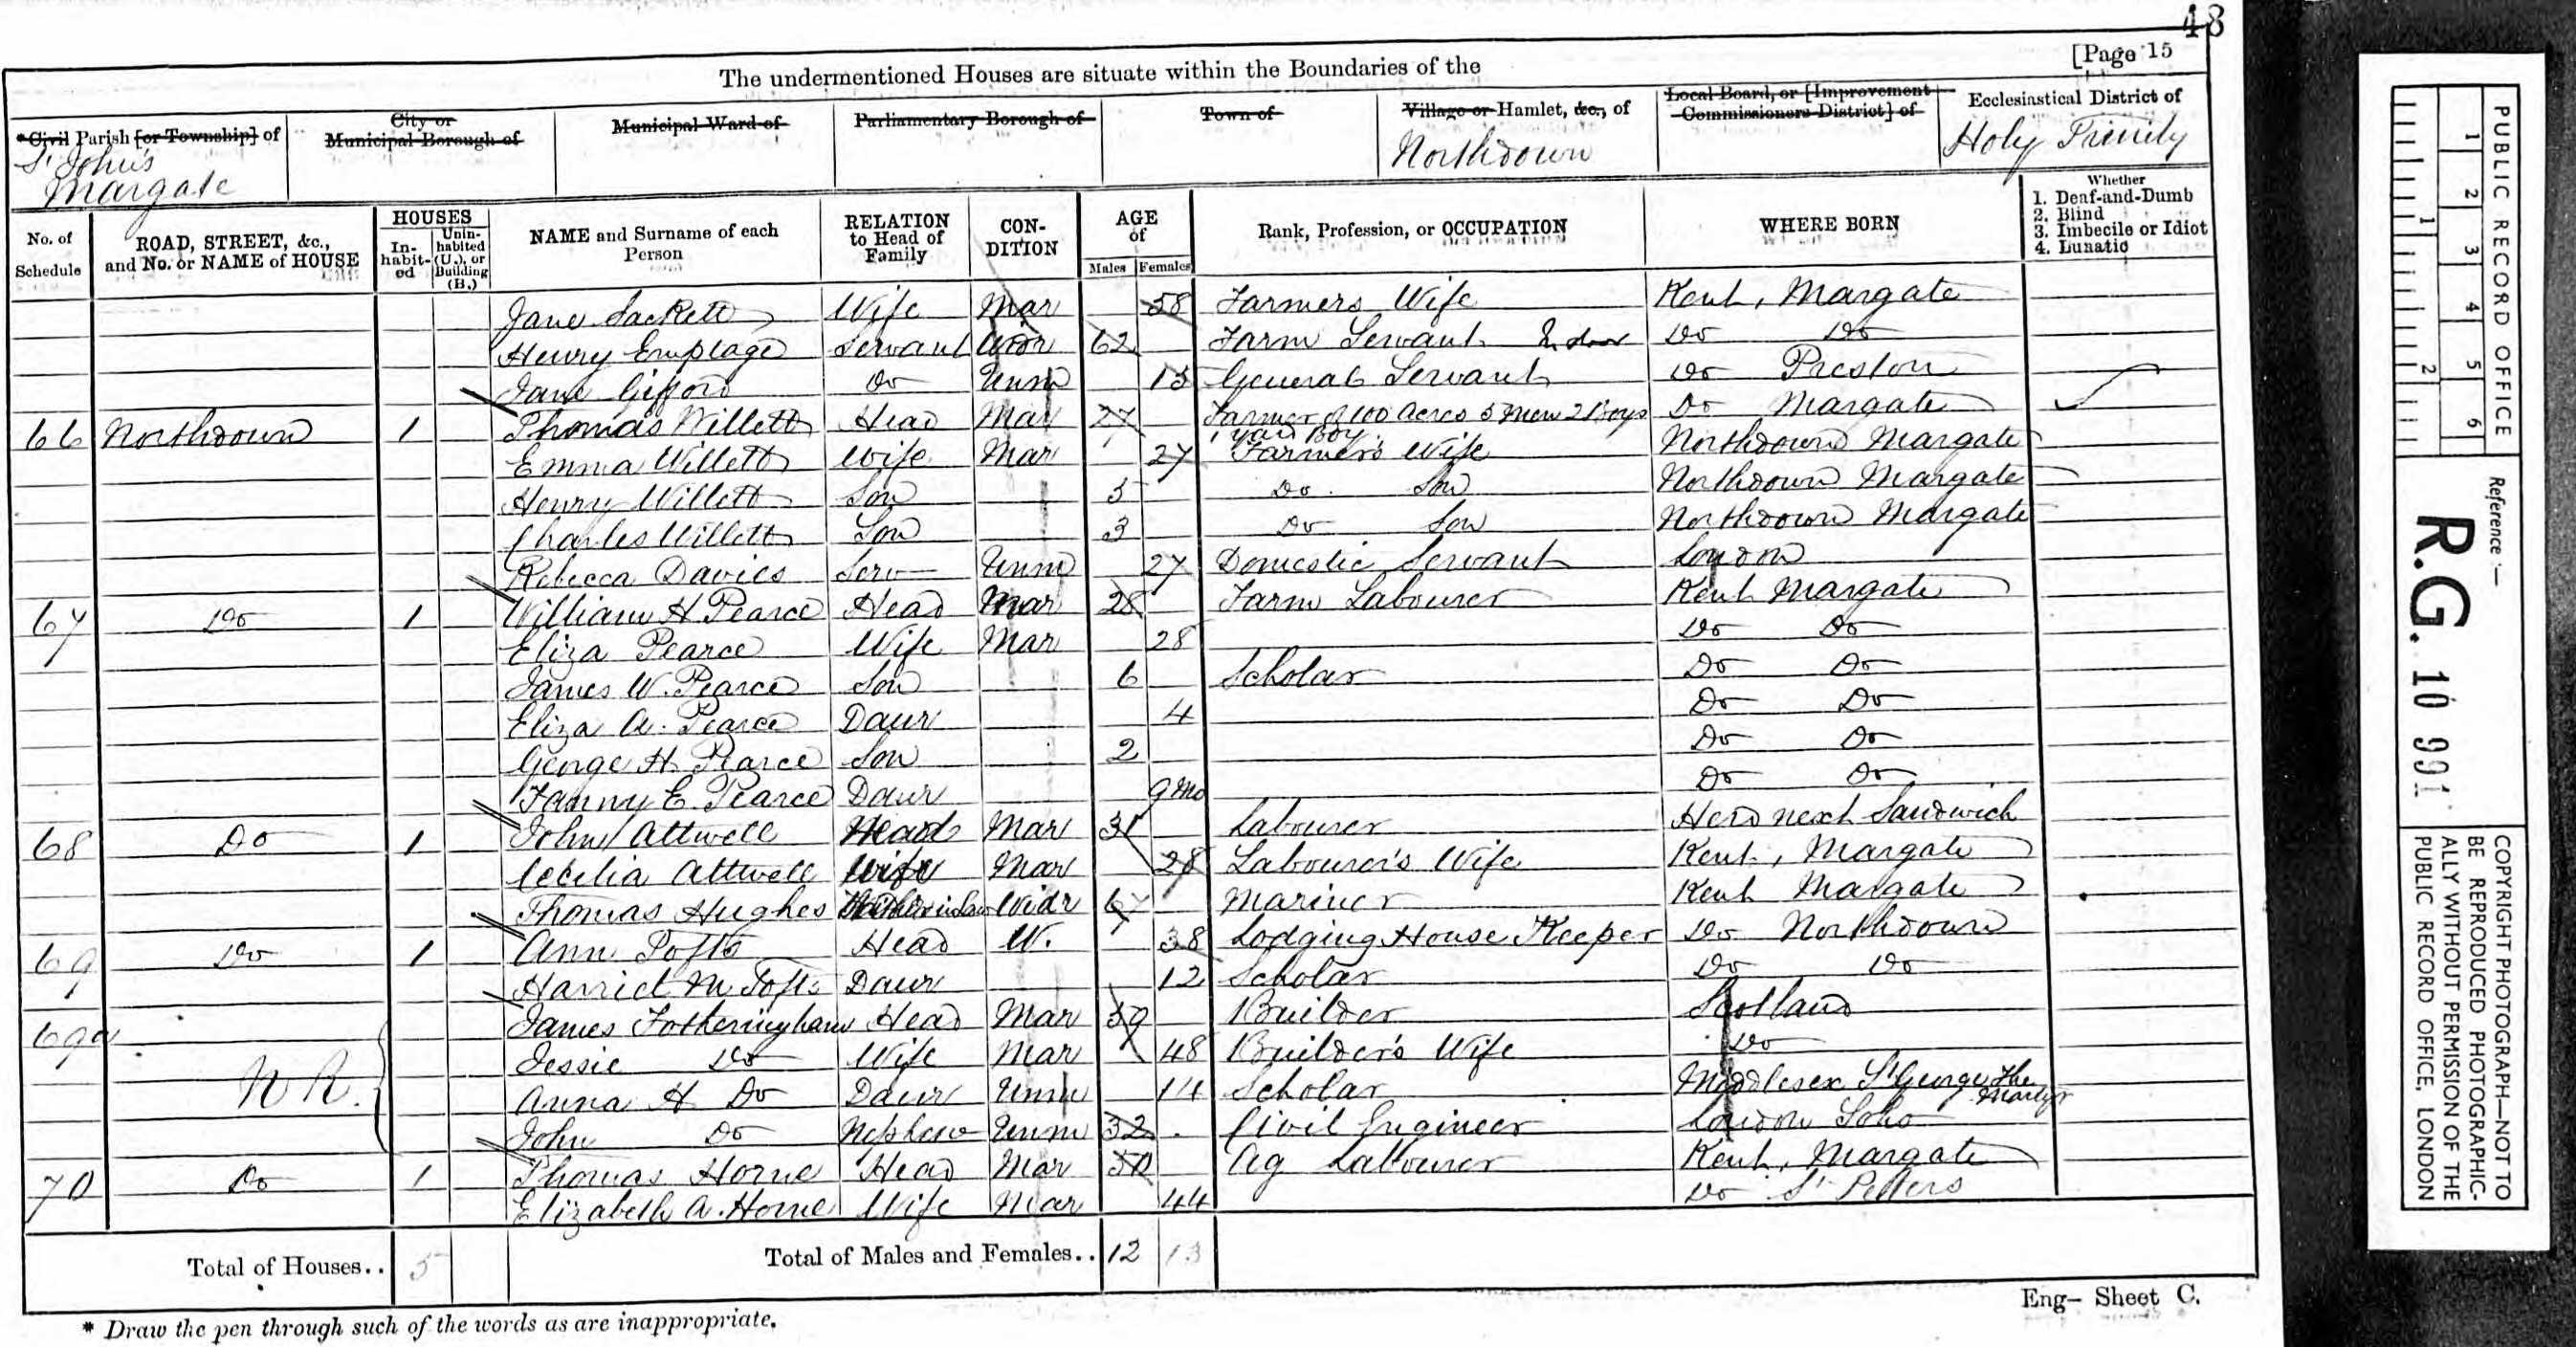 48
[Page 15
The undermentioned Houses are situate within the Boundaries of the
*Civil Parish [or Township] of
City or Municipal Borough of
Municipal Ward of
Parliamentary Borough of
Town of
Village or Hamlet, &c., of
Local Board, or [Improvement Commissioners District] of
Ecclesiastical District of
St John's Margate
Northdown
Holy Trinity
No. of Schedule
ROAD, STREET, &c., and No. or NAME of HOUSE
HOUSES
In-habit-ed
Unin-habited (U.), or Building (B.)
NAME and Surname of each Person
RELATION to Head of Family
CON-DITION
AGE of
Males
Females
Rank, Profession, or OCCUPATION
WHERE BORN
Whether
1. Deaf-and-Dumb
2. Blind
3. Imbecile or Idiot
4. Lunatic
Jane Sackett Wife Mar 58 Farmers Wife Kent, Margate
Henry Emptage Servant Widr 62 Farm Servant Indoor Do Do
Jane Gifford Do Unm 15 General Servant Do Preston
66 Northdown 1 Thomas Willett Head Mar 27 Farmer of 100 Acres 5 Men 2 Boys Do Margate
1 yard Boy
Emma Willett Wife Mar 27 Farmer's Wife Northdown Margate
Henry Willett Son 5 Do Son Northdown Margate
Charles Willett Son 3 Do Son Northdown Margate
Rebecca Davies Serv Unm 27 Domestic Servant London
67 Do 1 William H Pearce Head Mar 28 Farm Labourer Kent Margate
Eliza Pearce Wife Mar 28 Do Do
James W. Pearce Son 6 Scholar Do Do
Eliza A. Pearce Daur 4 Do Do
George H. Pearce Son 2 Do Do
Fanny E. Pearce Daur 9 mo Do Do
68 Do 1 John Attwell Head Mar 31 Labourer next Sandwich
Cecilia Attwell Wife Mar 28 Labourer's Wife Kent, Margate
Thomas Hughes Father in law Widr 67 Mariner Kent Margate
69 Do 1 Ann Tofts Head W. 38 Lodging House Keeper Do Northdown
Harriet M Tofts Daur 12 Scholar Do Do
69a James Fotheringham Head Mar 59 Builder Scotland
Jessie Do Wife Mar 48 Builder's Wife Do
N R. Anna H Do Daur Unm 14 Scholar Middlesex St George the Martyr
John Do Nephew Unm 32 Civil Engineer London Soho
70 Do 1 Thomas Horne Head Mar 50 Ag Labourer Kent, Margate
Elizabeth A. Horne Wife Mar 44 Do St Peters
Total of Houses.. 5
Total of Males and Females.. 12 13
* Draw the pen through such of the words as are inappropriate.
Eng— Sheet C.
PUBLIC RECORD OFFICE
1 2 3 4 5 6
1 2
Reference :—
R.G. 10 991
COPYRIGHT PHOTOGRAPH—NOT TO
BE REPRODUCED PHOTOGRAPHIC-
ALLY WITHOUT PERMISSION OF THE
PUBLIC RECORD OFFICE, LONDON